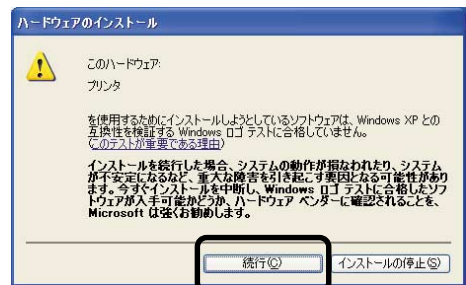 ハードウェアのインストール
このハードウェア:
プリンタ
を使用するためにインストールしようとしているソフトウェアは、Windows XP との
互換性を検証する Windows ロゴ テストに合格していません。
(このテストが重要である理由)
インストールを続行した場合、システムの動作が損なわれたり、システム
が不安定になるなど、重大な障害を引き起こす要因となる可能性があり
ます。今すぐインストールを中断し、Windows ロゴ テストに合格したソフ
トウェアが入手可能かどうか、ハードウェア ベンダーに確認されることを、
Microsoft は強くお勧めします。
続行(C)
インストールの停止(S)